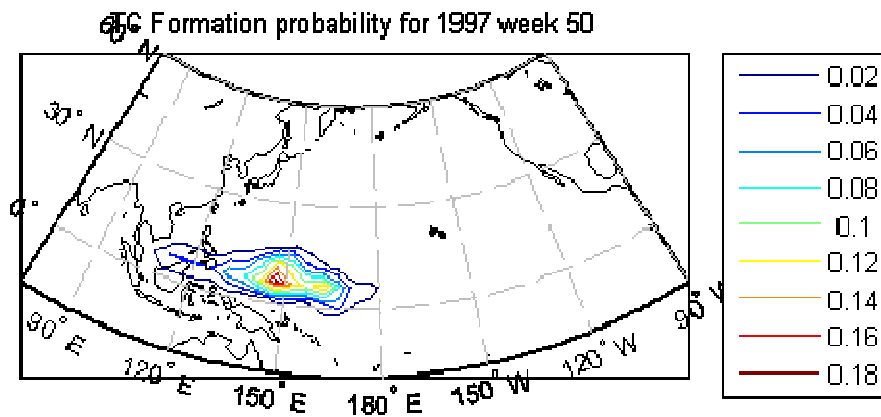 TC Formation probability for 1997 week 50
60° N
30° N
0°
90° E
120° E
150° E
180° E
150° W
120° W
90° W
0.02
0.04
0.06
0.08
0.1
0.12
0.14
0.16
0.18